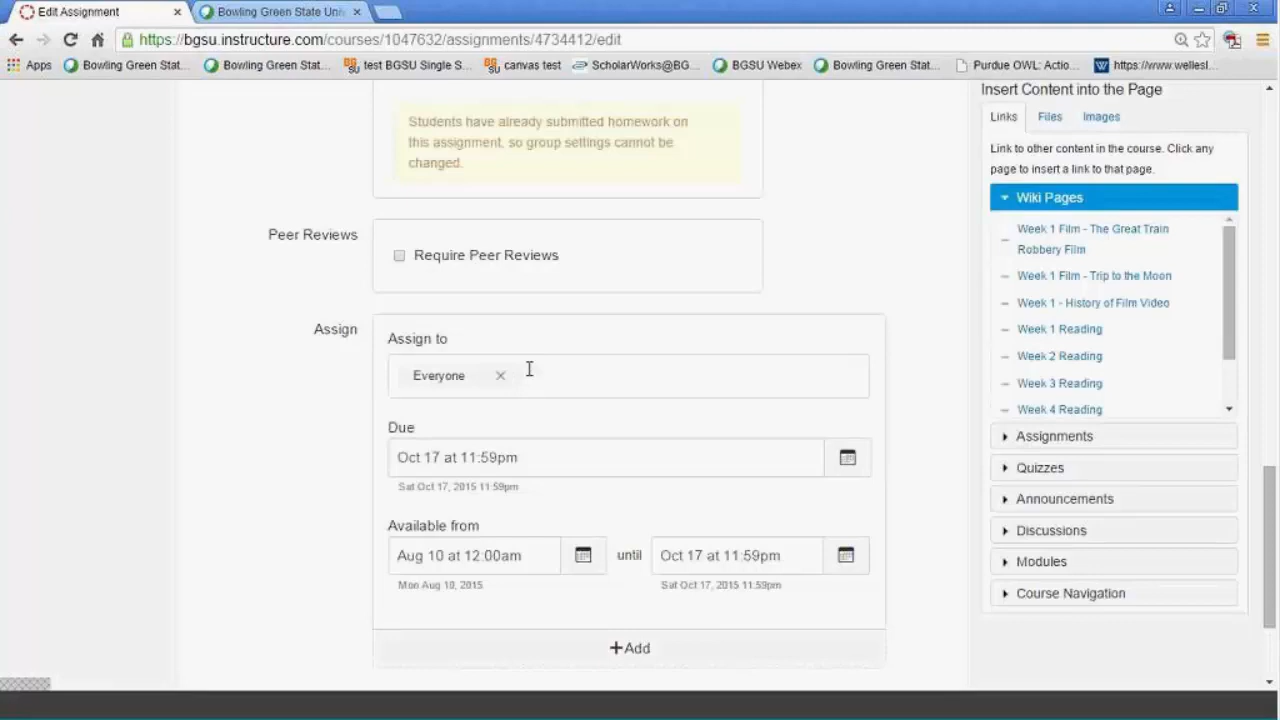 Edit Assignment
Bowling Green State Uni
https://bgsu.instructure.com/courses/1047632/assignments/4734412/edit
Apps
Bowling Green Stat...
Bowling Green Stat...
test BGSU Single S...
canvas test
ScholarWorks@BG...
BGSU Webex
Bowling Green Stat...
Purdue OWL: Actio...
https://www.wellesl...
Students have already submitted homework on
this assignment, so group settings cannot be
changed.
Peer Reviews
Require Peer Reviews
Assign
Assign to
Everyone
Due
Oct 17 at 11:59pm
Sat Oct 17, 2015 11:59pm
Available from
Aug 10 at 12:00am
until
Oct 17 at 11:59pm
Mon Aug 10, 2015
Sat Oct 17, 2015 11:59pm
+Add
Insert Content into the Page
Links
Files
Images
Link to other content in the course. Click any
page to insert a link to that page.
Wiki Pages
Week 1 Film - The Great Train
Robbery Film
Week 1 Film - Trip to the Moon
Week 1 - History of Film Video
Week 1 Reading
Week 2 Reading
Week 3 Reading
Week 4 Reading
Assignments
Quizzes
Announcements
Discussions
Modules
Course Navigation